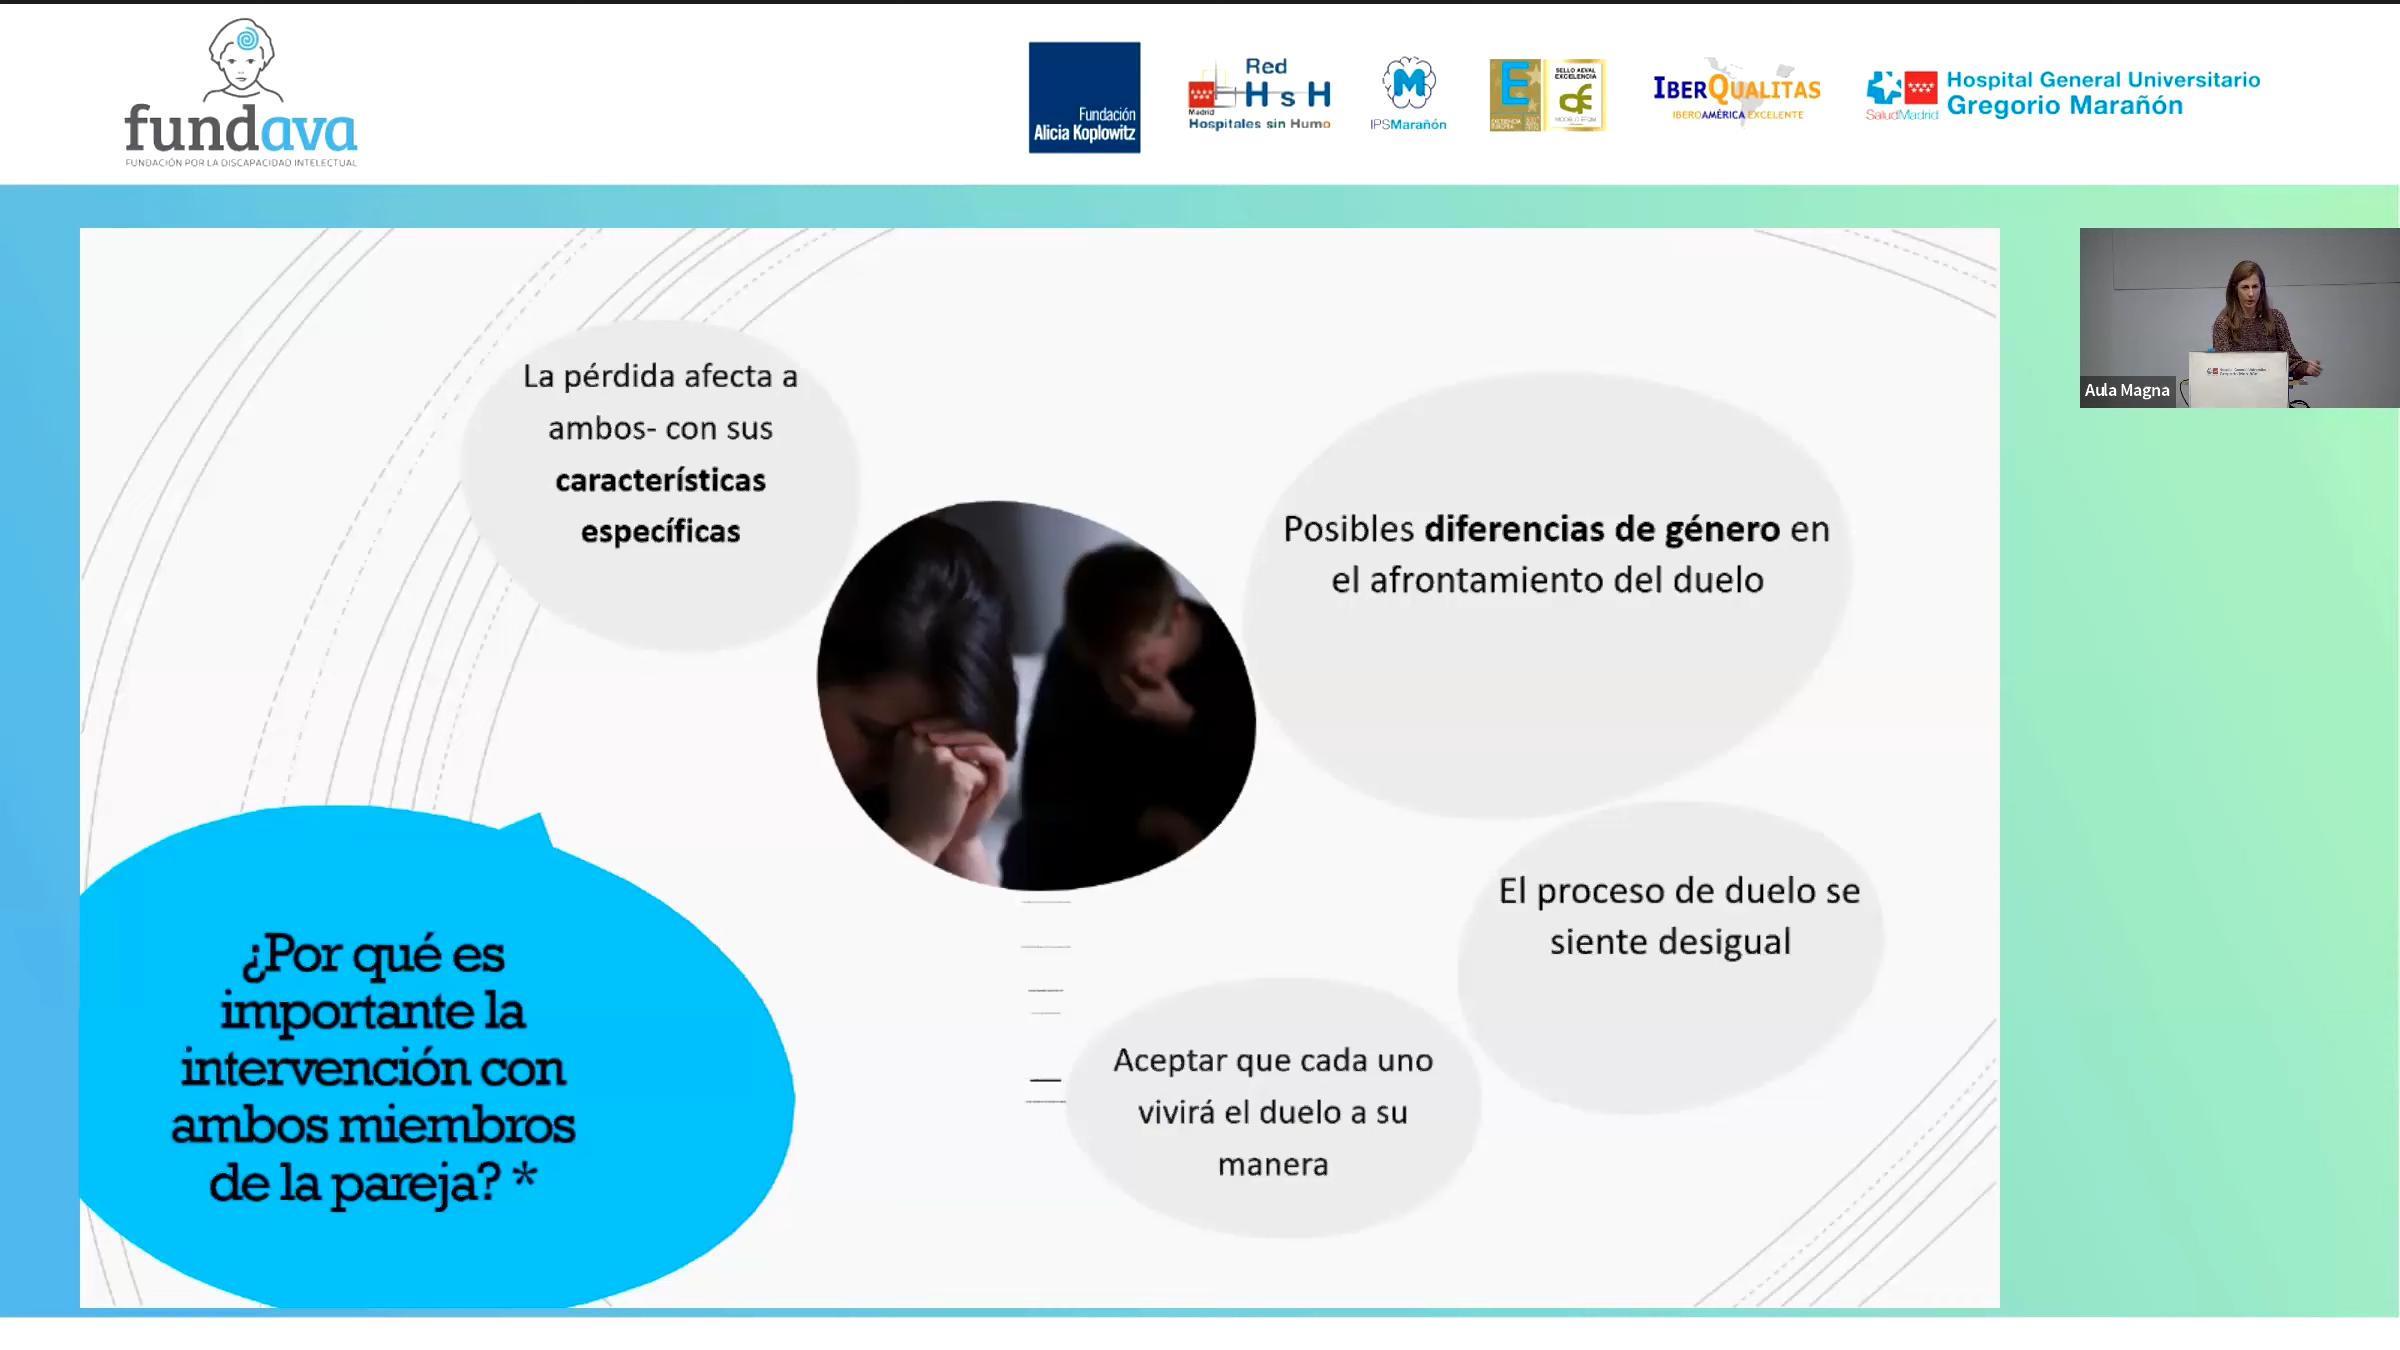 fundava
FUNDACIÓN POR LA DISCAPACIDAD INTELECTUAL
Fundación
Alicia Koplowitz
Red
HsH
Madrid
Hospitales sin Humo
M
IPSMarañón
E
SELLO AEVAL
EXCELENCIA
IBERQUALITAS
IBEROAMÉRICA EXCELENTE
SaludMadrid
Hospital General Universitario
Gregorio Marañón
La pérdida afecta a
ambos- con sus
características
específicas
Posibles diferencias de género en
el afrontamiento del duelo
El proceso de duelo se
siente desigual
Aceptar que cada uno
vivirá el duelo a su
manera
¿Por qué es
importante la
intervención con
ambos miembros
de la pareja? *
Aula Magna